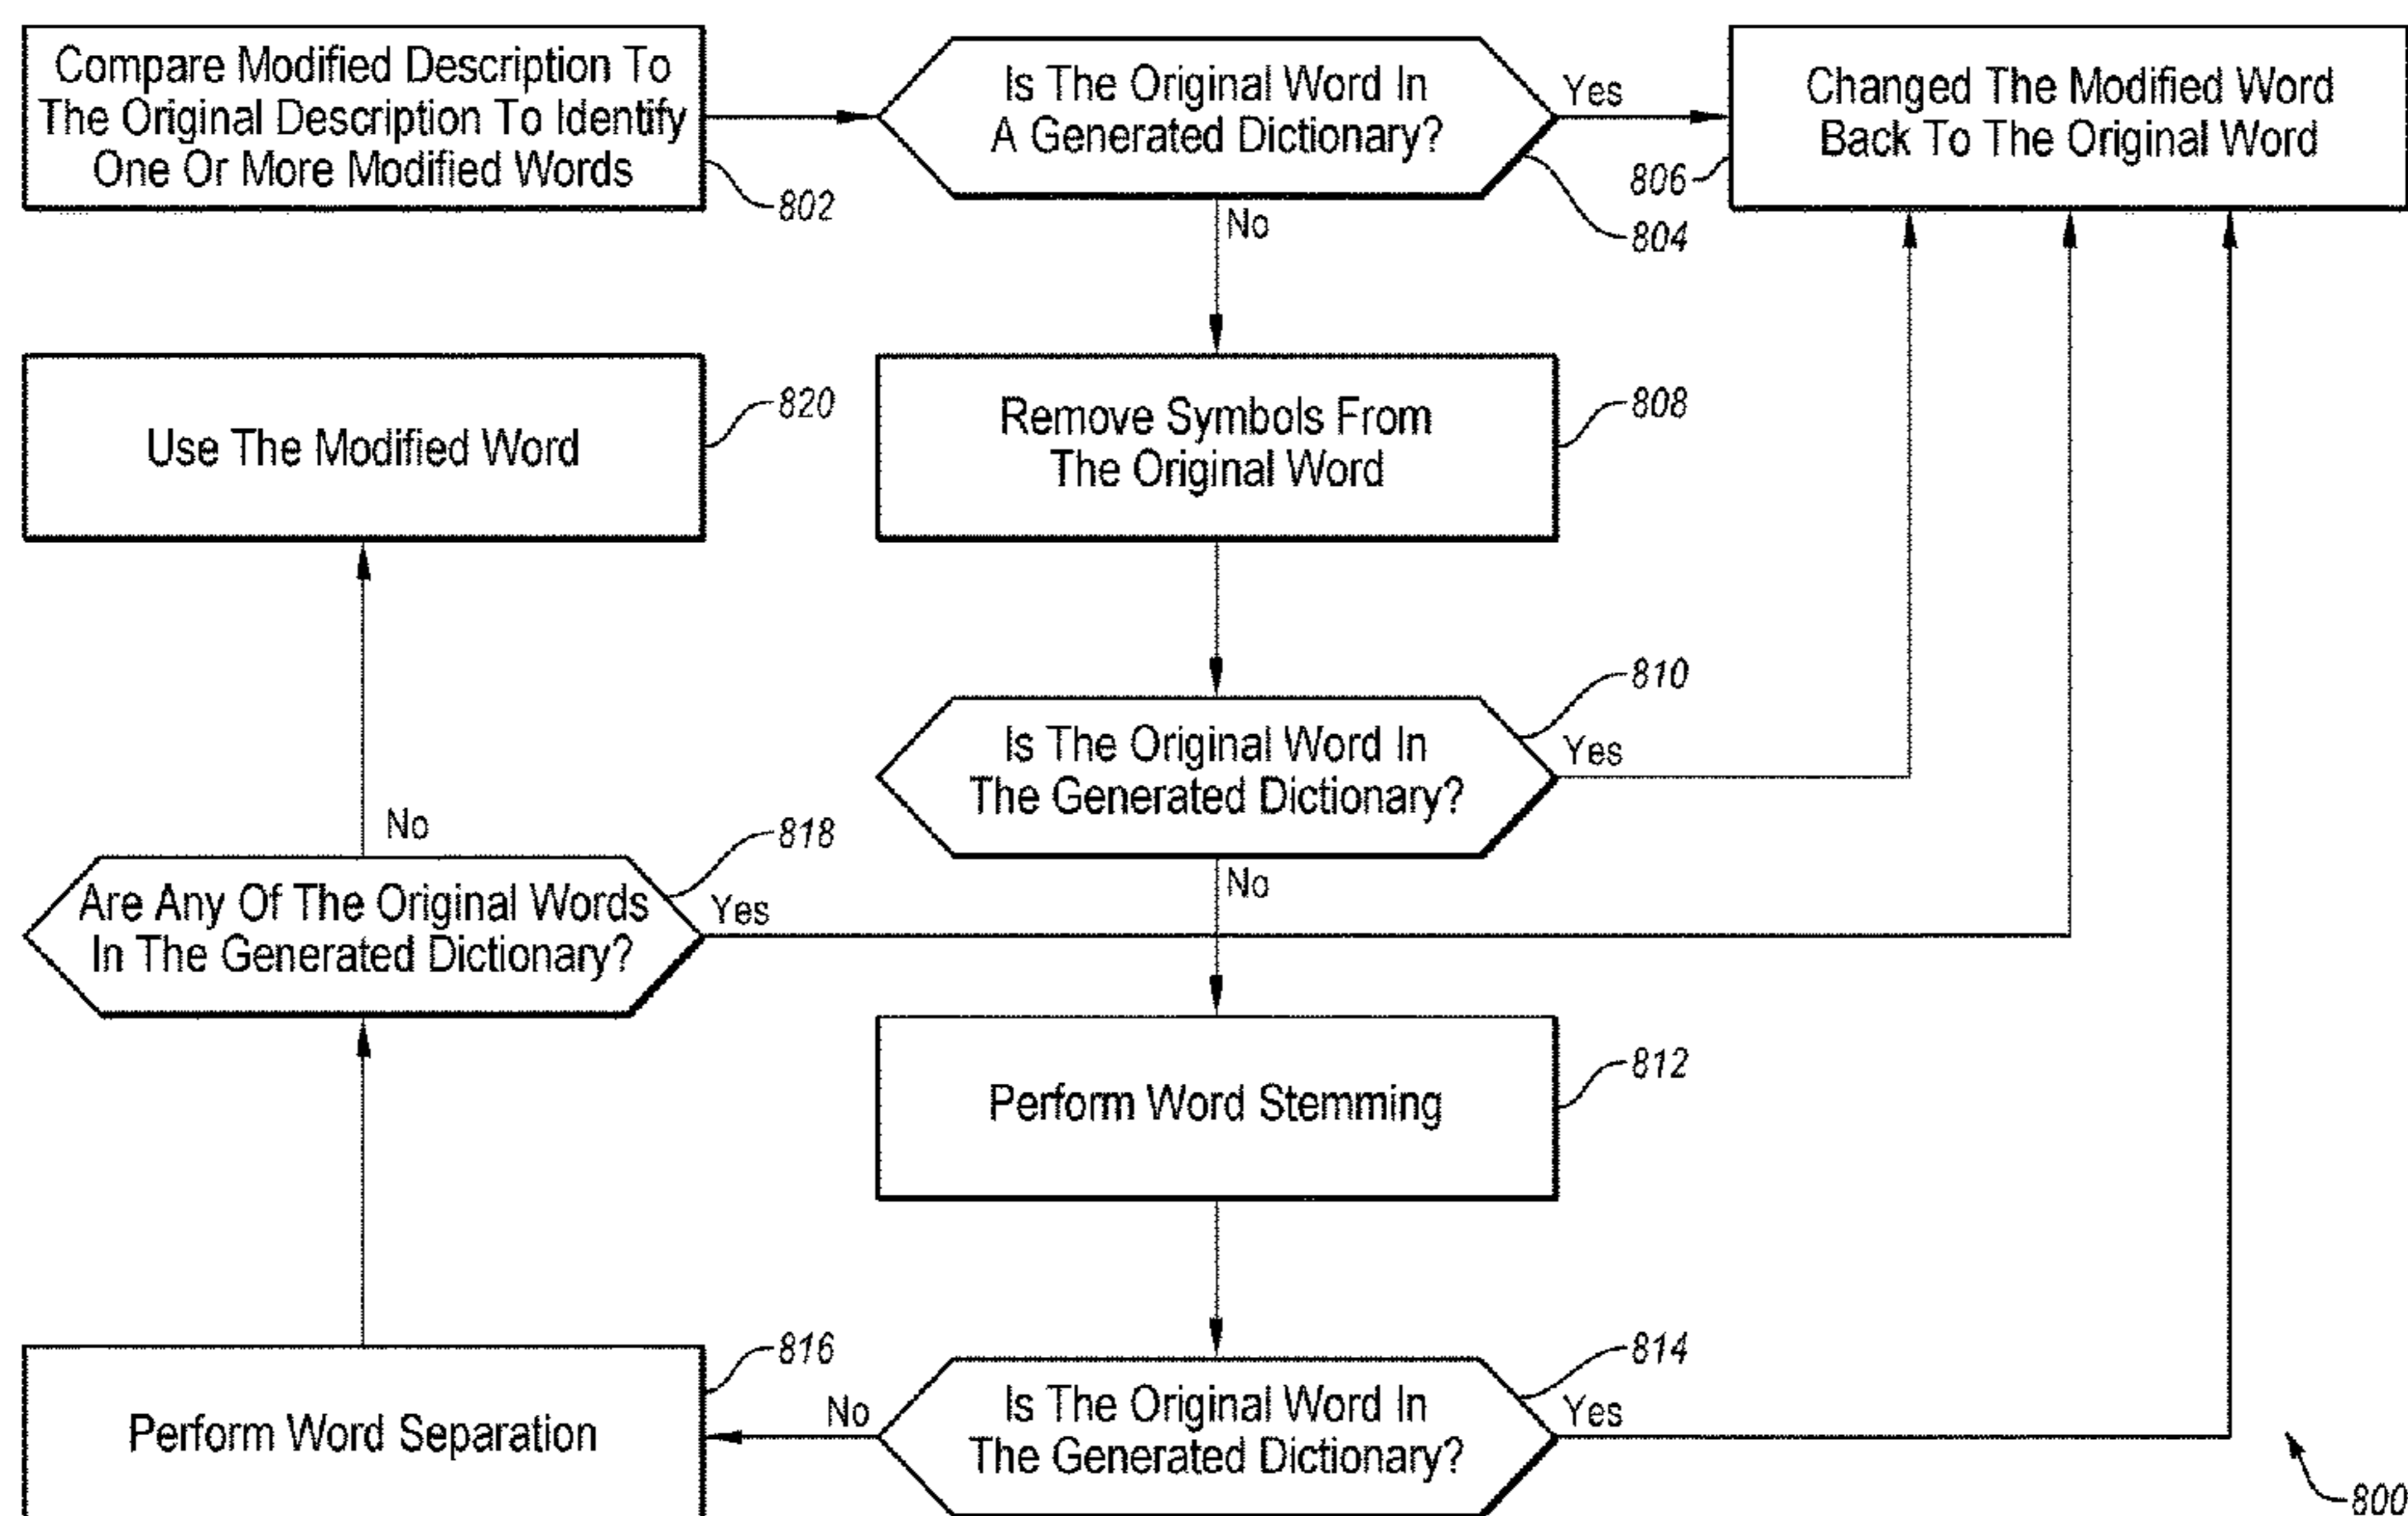 Compare Modified Description To
The Original Description To Identify
One Or More Modified Words
802
Is The Original Word In
A Generated Dictionary?
804
Yes
No
Changed The Modified Word
Back To The Original Word
806
Use The Modified Word
820
Remove Symbols From
The Original Word
808
Is The Original Word In
The Generated Dictionary?
810
Yes
No
Are Any Of The Original Words
In The Generated Dictionary?
818
No
Yes
Perform Word Stemming
812
Perform Word Separation
816
Is The Original Word In
The Generated Dictionary?
814
No
Yes
800